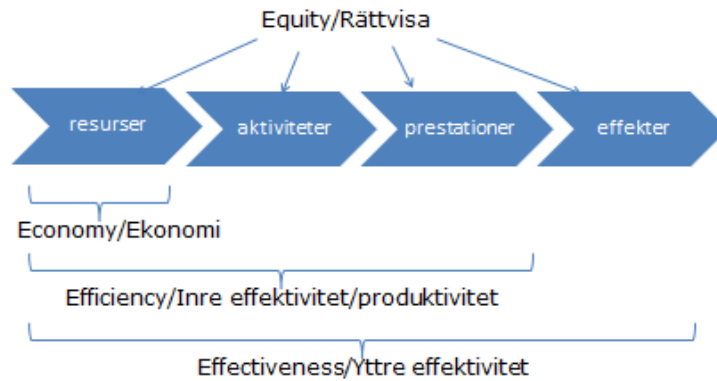 Equity/Rättvisa
resurser
aktiviteter
prestationer
effekter
Economy/Ekonomi
Efficiency/Inre effektivitet/produktivitet
Effectiveness/Yttre effektivitet